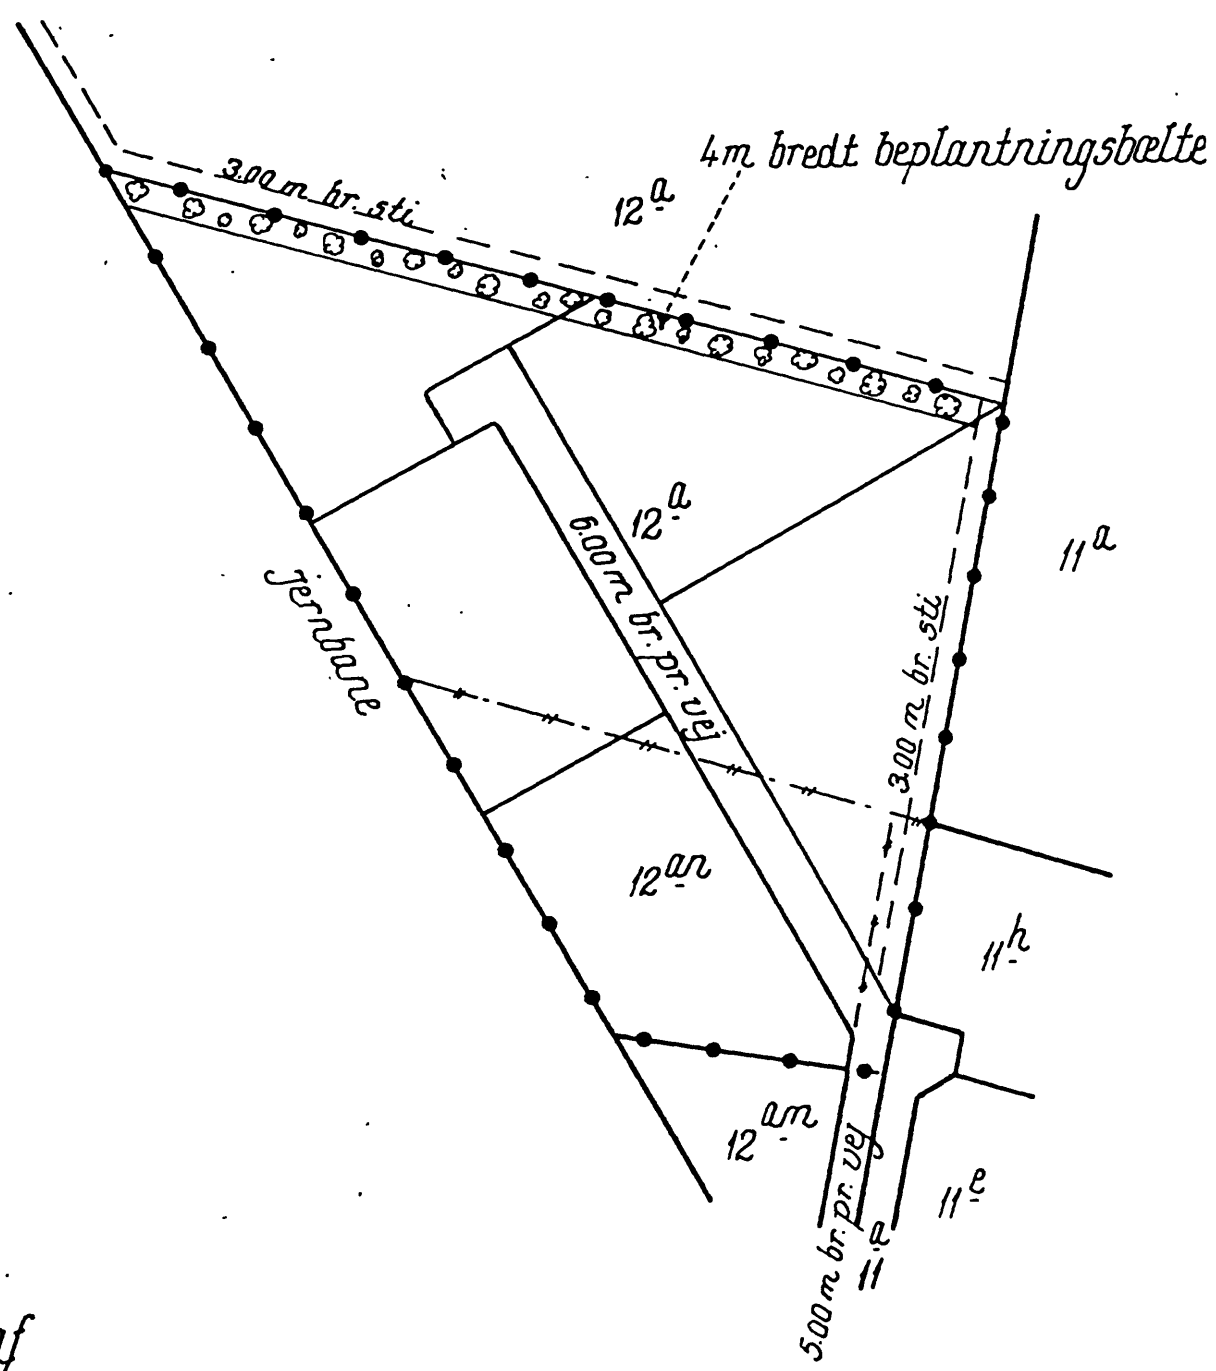 4m bredt beplantningsbælte
3.00 m br. sti
12a
12a
11a
6.00 m br. pr. vej
Jernbane
3.00 m br. sti
12an
11h
12am
11e
5.00 m br. pr. vej
11a
af